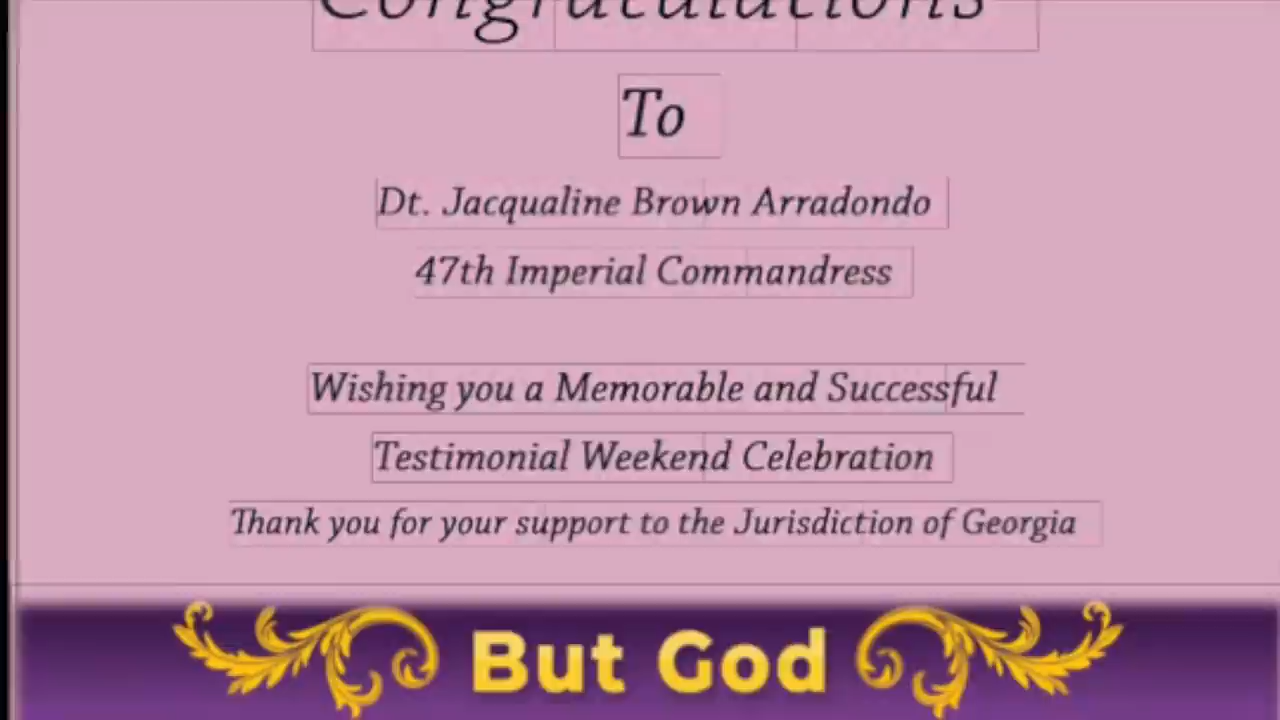 Congratulations
To
Dt. Jacqualine Brown Arradondo
47th Imperial Commandress
Wishing you a Memorable and Successful
Testimonial Weekend Celebration
Thank you for your support to the Jurisdiction of Georgia
But God